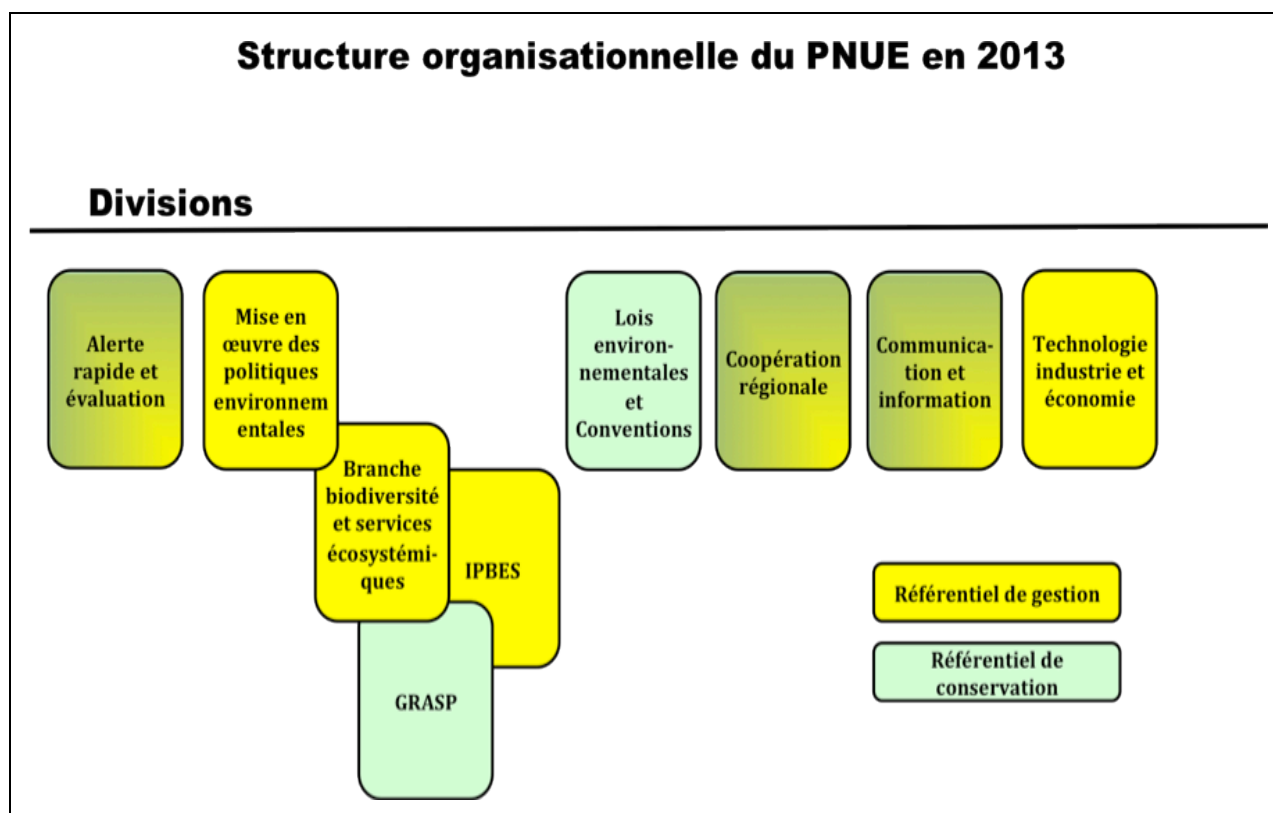 Structure organisationnelle du PNUE en 2013
Divisions
Alerte
rapide et
évaluation
Mise en
œuvre des
politiques
environnem
entales
Branche
biodiversité
et services
écosystémi-
ques
IPBES
GRASP
Lois
environ-
nementales
et
Conventions
Coopération
régionale
Communica-
tion et
information
Technologie
industrie et
économie
Référentiel de gestion
Référentiel de
conservation